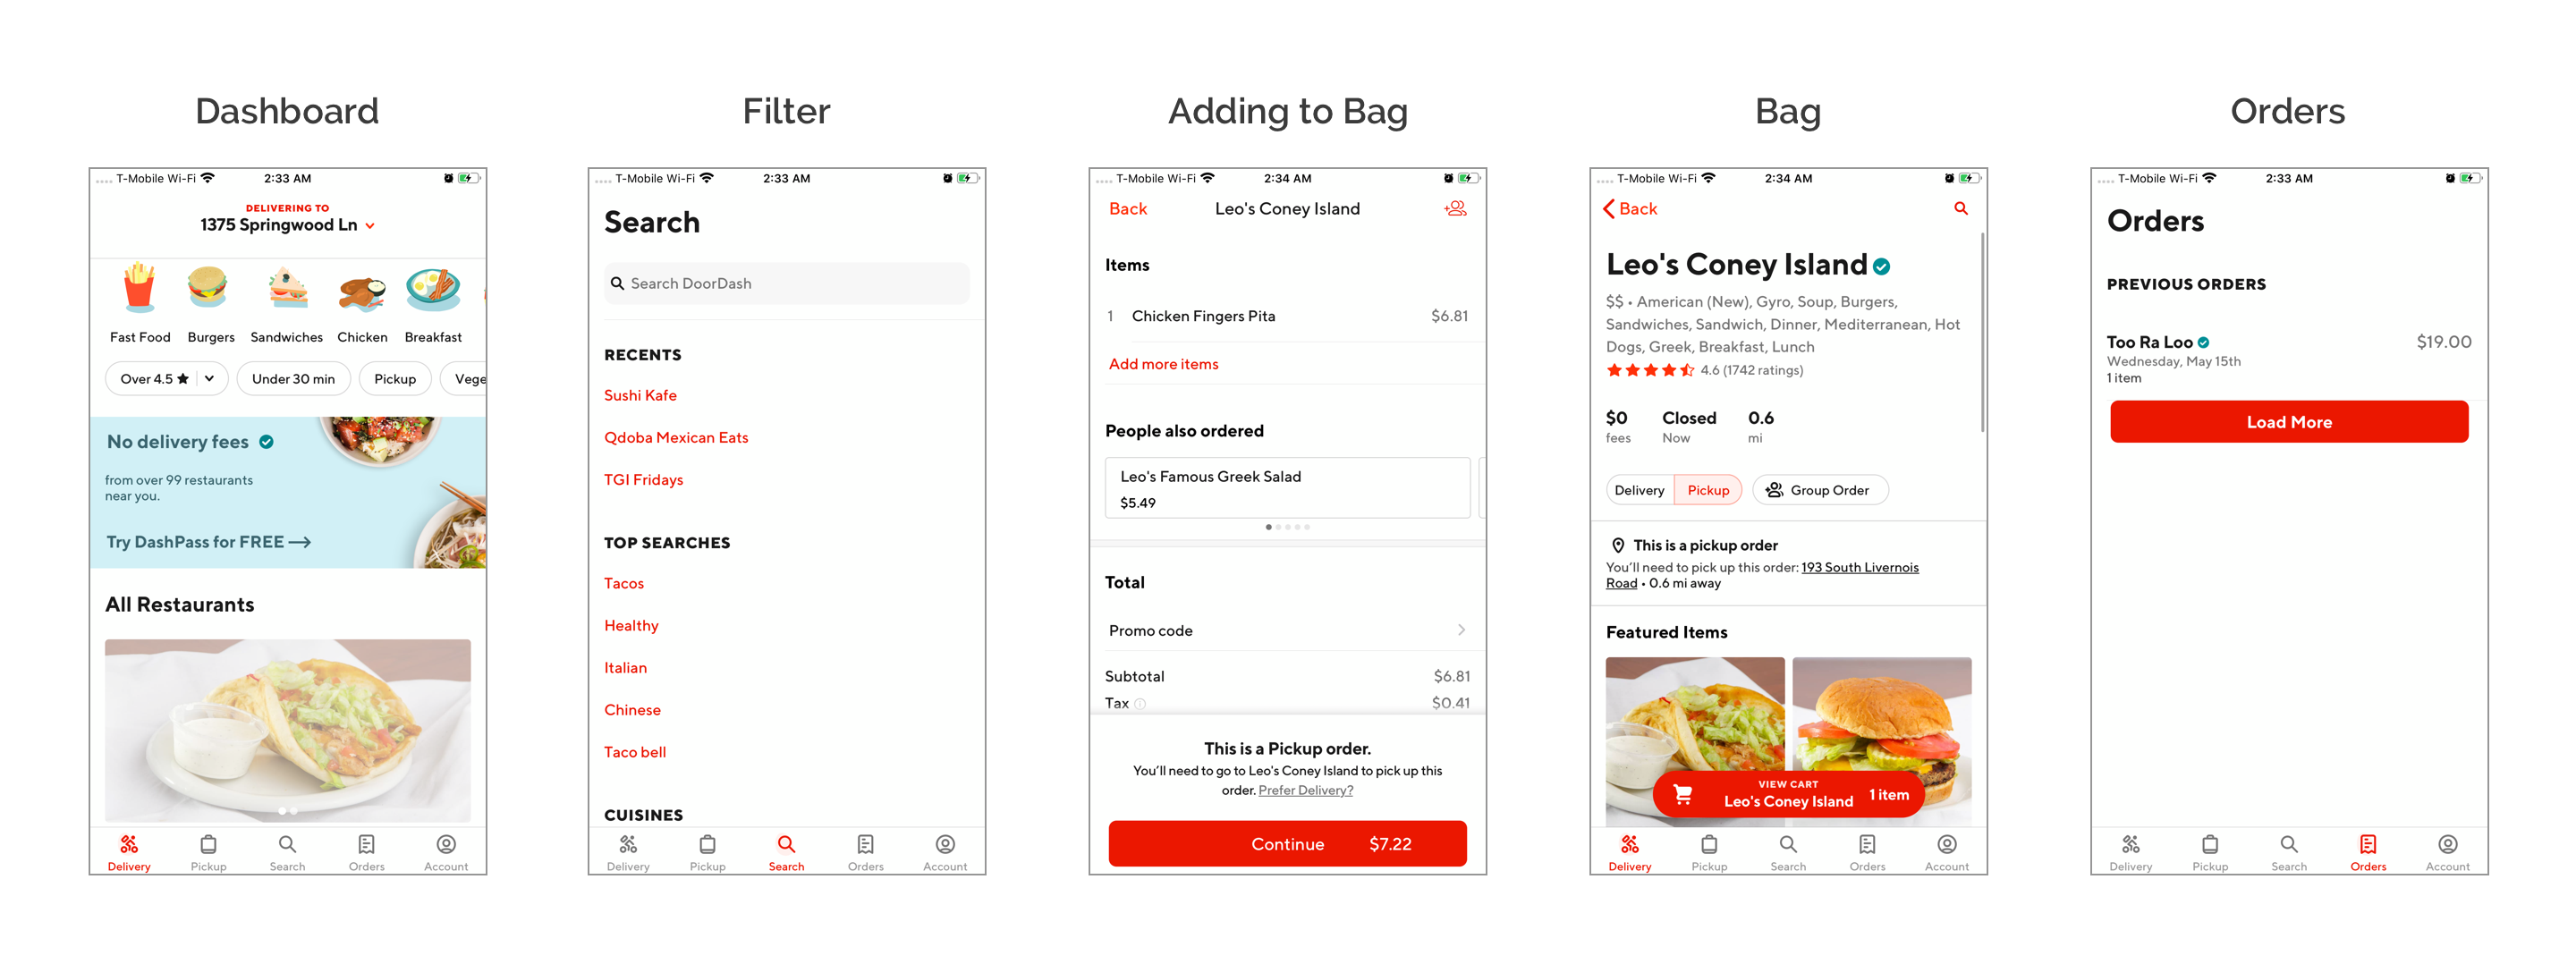 Dashboard
T-Mobile Wi-Fi 2:33 AM
DELIVERING TO
1375 Springwood Ln
Fast Food Burgers Sandwiches Chicken Breakfast
Over 4.5 ★ Under 30 min Pickup Vege
No delivery fees
from over 99 restaurants
near you.
Try DashPass for FREE →
All Restaurants
Delivery Pickup Search Orders Account
Filter
T-Mobile Wi-Fi 2:33 AM
Search
Search DoorDash
RECENTS
Sushi Kafe
Qdoba Mexican Eats
TGI Fridays
TOP SEARCHES
Tacos
Healthy
Italian
Chinese
Taco bell
CUISINES
Delivery Pickup Search Orders Account
Adding to Bag
T-Mobile Wi-Fi 2:34 AM
Back Leo's Coney Island
Items
1 Chicken Fingers Pita $6.81
Add more items
People also ordered
Leo's Famous Greek Salad
$5.49
Total
Promo code
Subtotal $6.81
Tax $0.41
This is a Pickup order.
You'll need to go to Leo's Coney Island to pick up this
order. Prefer Delivery?
Continue $7.22
Bag
T-Mobile Wi-Fi 2:34 AM
Back
Leo's Coney Island
$$ • American (New), Gyro, Soup, Burgers,
Sandwiches, Sandwich, Dinner, Mediterranean, Hot
Dogs, Greek, Breakfast, Lunch
4.6 (1742 ratings)
$0 Closed 0.6
fees Now mi
Delivery Pickup Group Order
This is a pickup order
You'll need to pick up this order: 193 South Livernois
Road • 0.6 mi away
Featured Items
VIEW CART
Leo's Coney Island 1 item
Delivery Pickup Search Orders Account
Orders
T-Mobile Wi-Fi 2:33 AM
Orders
PREVIOUS ORDERS
Too Ra Loo $19.00
Wednesday, May 15th
1 item
Load More
Delivery Pickup Search Orders Account